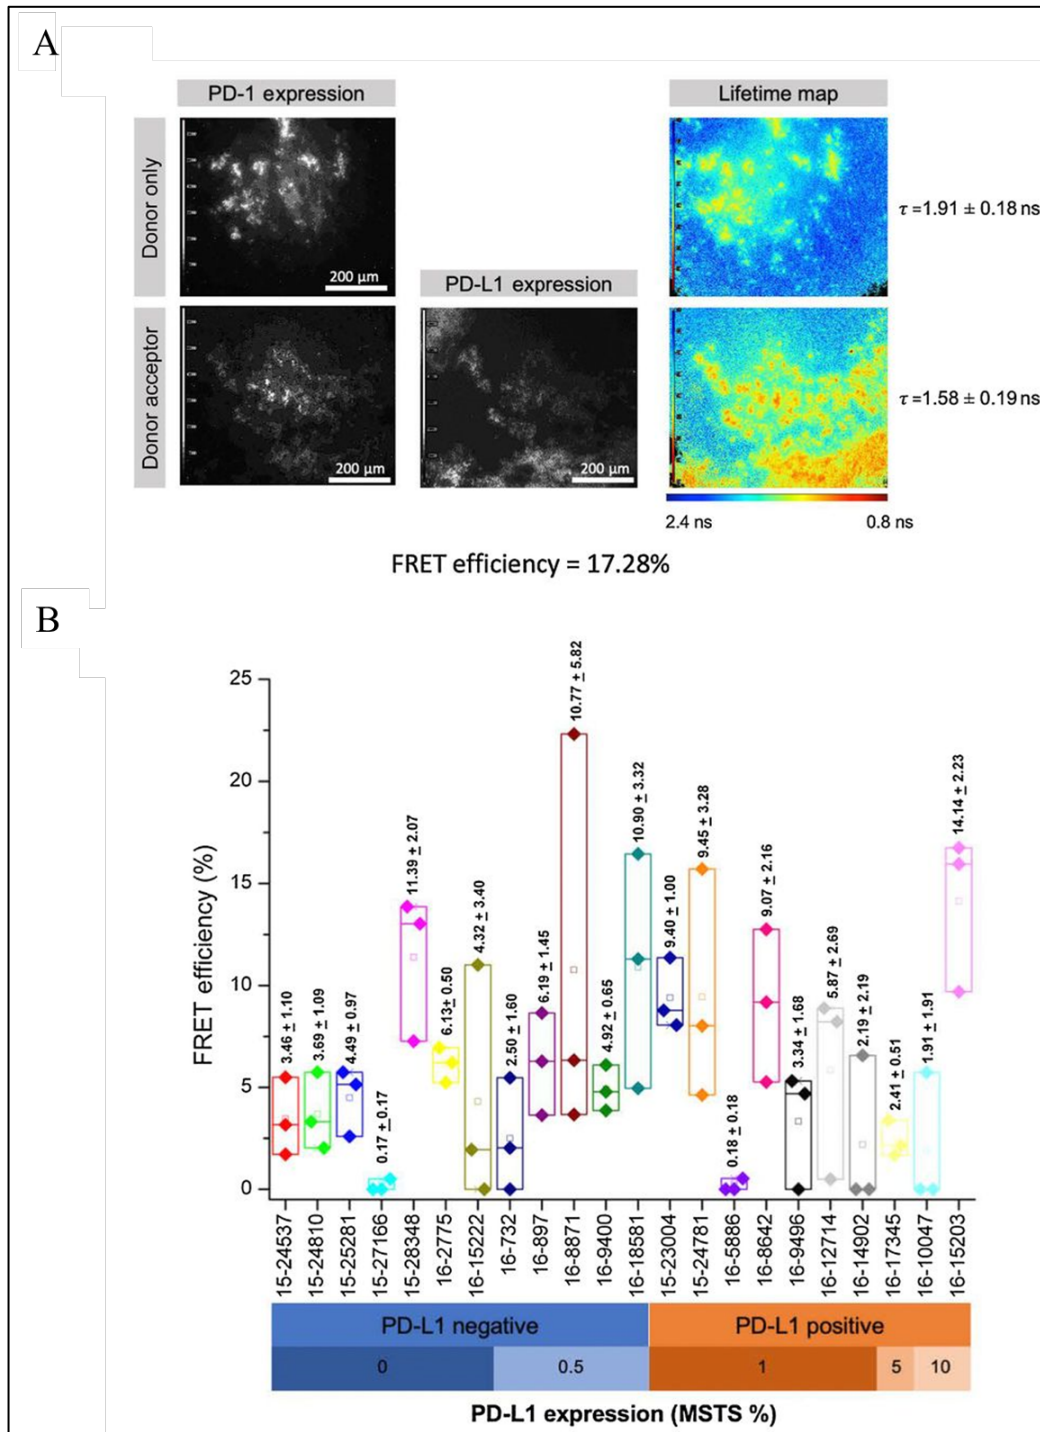 A
PD-1 expression
Lifetime map
Donor only
200 µm
τ =1.91 ± 0.18 ns
PD-L1 expression
Donor acceptor
200 µm
200 µm
τ =1.58 ± 0.19 ns
2.4 ns
0.8 ns
FRET efficiency = 17.28%
B
FRET efficiency (%)
25
20
15
10
5
0
3.46 ± 1.10
3.69 ± 1.09
4.49 ± 0.97
0.17 ± 0.17
11.39 ± 2.07
6.13± 0.50
4.32 ± 3.40
2.50 ± 1.60
6.19 ± 1.45
10.77 ± 5.82
4.92 ± 0.65
10.90 ± 3.32
9.40 ± 1.00
9.45 ± 3.28
0.18 ± 0.18
9.07 ± 2.16
3.34 ± 1.68
5.87 ± 2.69
2.19 ± 2.19
2.41 ± 0.51
1.91 ± 1.91
14.14 ± 2.23
15-24537
15-24810
15-25281
15-27166
15-28348
16-2775
16-15222
16-732
16-897
16-8871
16-9400
16-18581
15-23004
15-24781
16-5886
16-8642
16-9496
16-12714
16-14902
16-17345
16-10047
16-15203
PD-L1 negative
PD-L1 positive
0
0.5
1
5
10
PD-L1 expression (MSTS %)